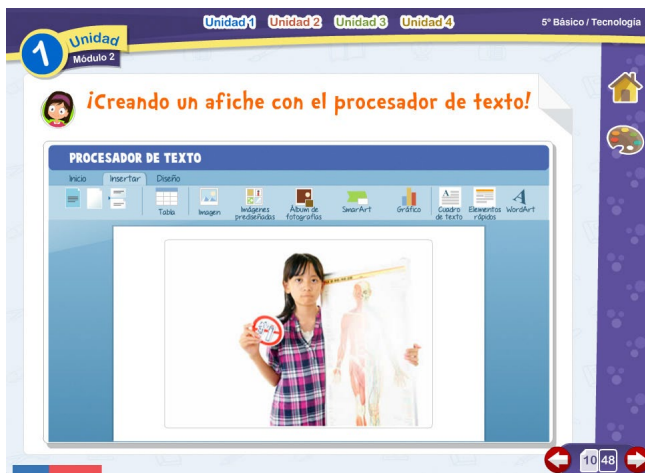 Unidad 1 Unidad 2 Unidad 3 Unidad 4
5º Básico / Tecnología
1 Unidad
Módulo 2
¡Creando un afiche con el procesador de texto!
PROCESADOR DE TEXTO
Inicio Insertar Diseño
Tabla Imagen Imágenes prediseñadas Álbum de fotografías SmarArt Gráfico Cuadro de texto Elementos rápidos WordArt
10 48